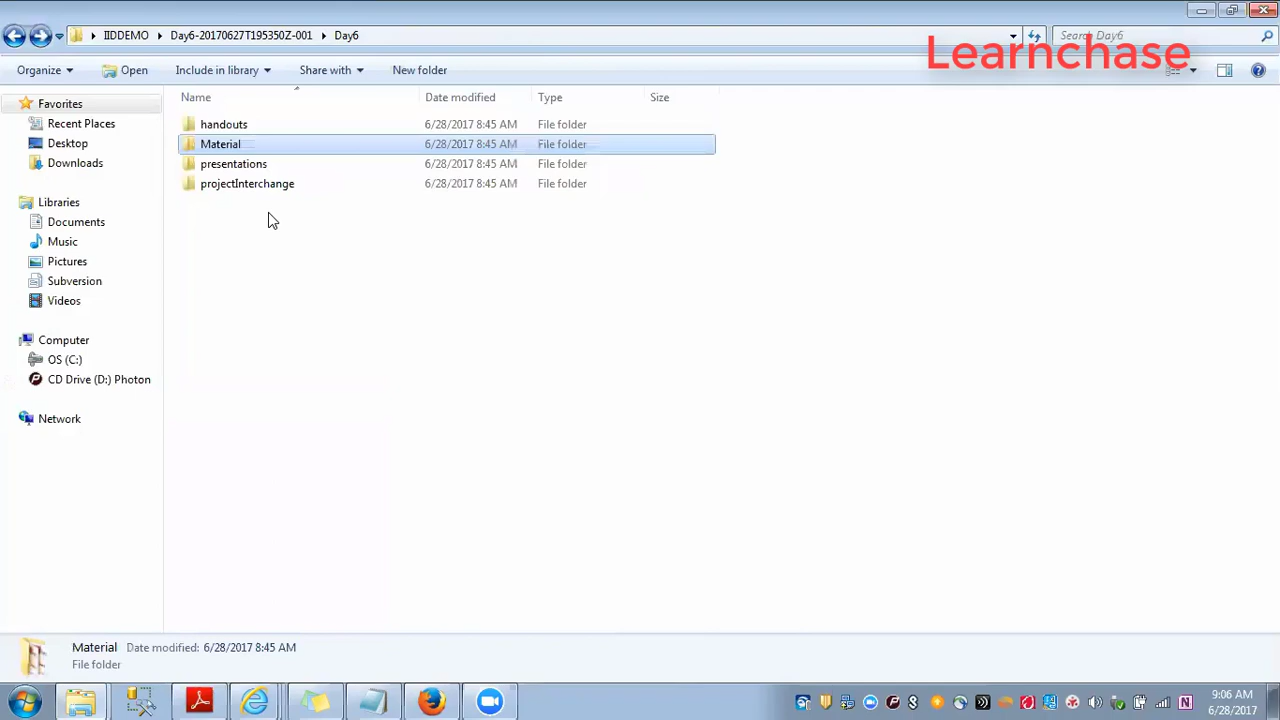 IIDDEMO Day6-20170627T195350Z-001 Day6 Search Day6
Learnchase
Organize Open Include in library Share with New folder
Name Date modified Type Size
Favorites
Recent Places
Desktop
Downloads
Libraries
Documents
Music
Pictures
Subversion
Videos
Computer
OS (C:)
CD Drive (D:) Photon
Network
handouts 6/28/2017 8:45 AM File folder
Material 6/28/2017 8:45 AM File folder
presentations 6/28/2017 8:45 AM File folder
projectInterchange 6/28/2017 8:45 AM File folder
Material Date modified: 6/28/2017 8:45 AM
File folder
9:06 AM
6/28/2017